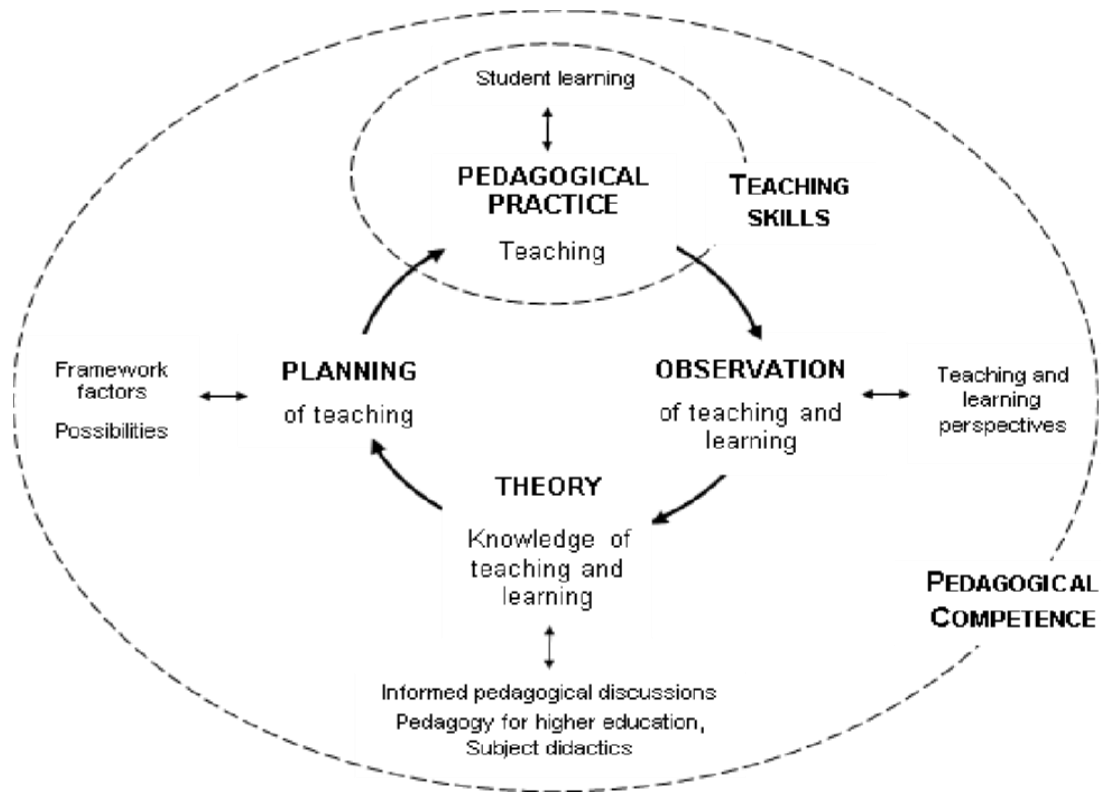 Student learning
PEDAGOGICAL
PRACTICE
Teaching
TEACHING
SKILLS
PLANNING
of teaching
Framework
factors
Possibilities
OBSERVATION
of teaching and
learning
Teaching and
learning
perspectives
THEORY
Knowledge of
teaching and
learning
PEDAGOGICAL
COMPETENCE
Informed pedagogical discussions
Pedagogy for higher education,
Subject didactics